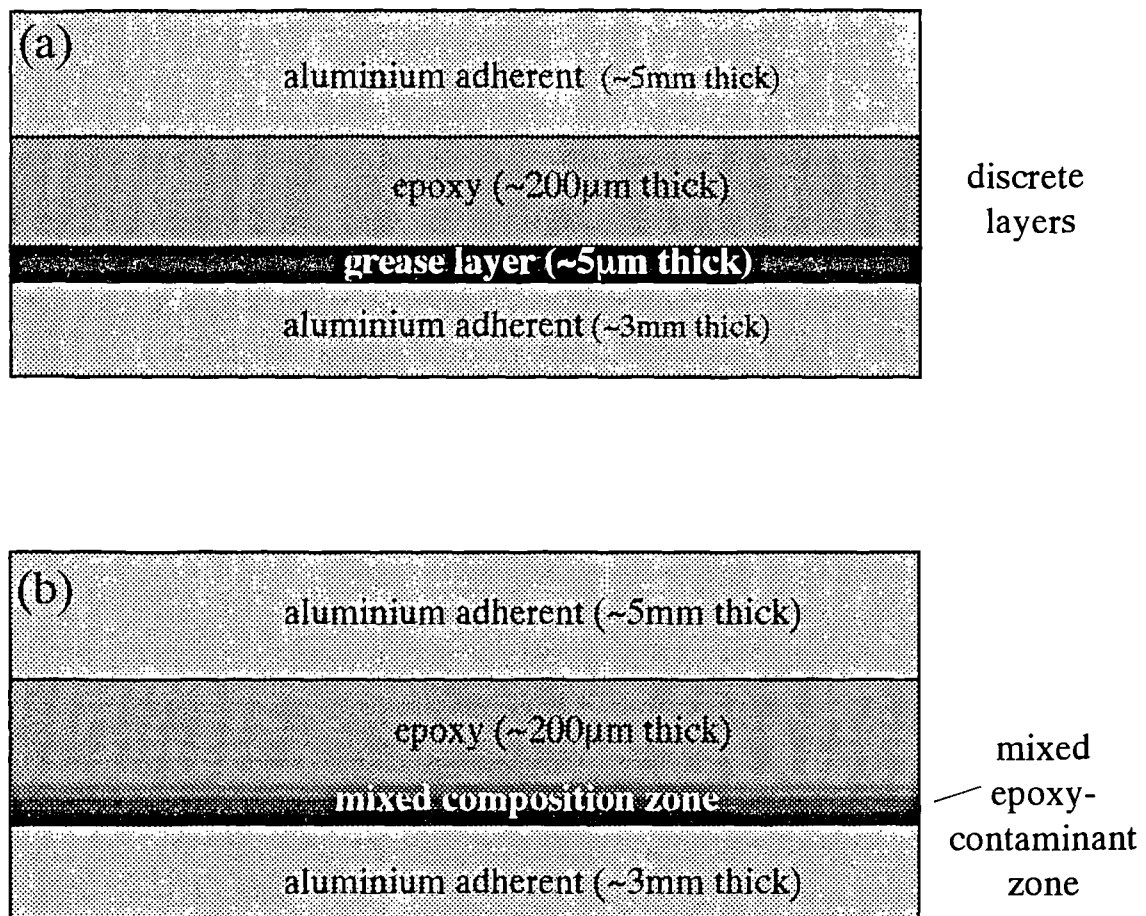 (a)
aluminium adherent (~5mm thick)
epoxy (~200µm thick)
grease layer (~5µm thick)
aluminium adherent (~3mm thick)
discrete
layers
(b)
aluminium adherent (~5mm thick)
epoxy (~200µm thick)
mixed composition zone
aluminium adherent (~3mm thick)
mixed
epoxy-
contaminant
zone